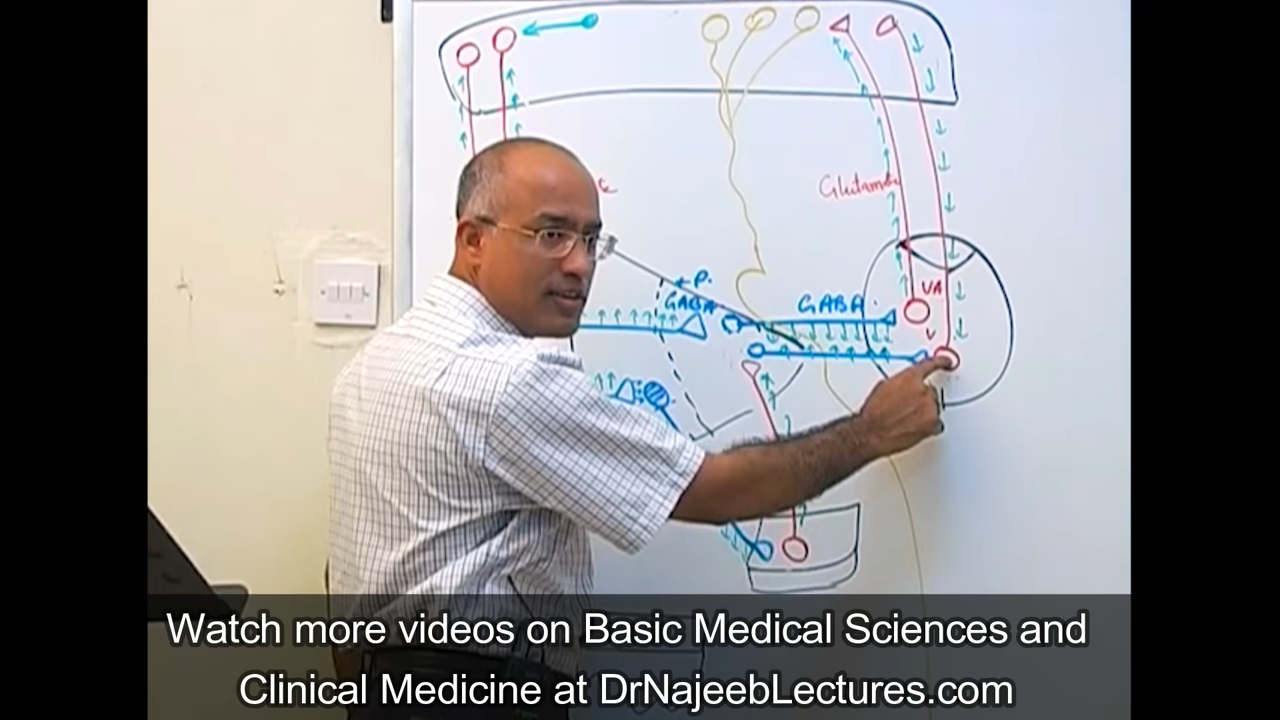 Glutamate
P.
GABA
GABA
VA
Watch more videos on Basic Medical Sciences and
Clinical Medicine at DrNajeebLectures.com